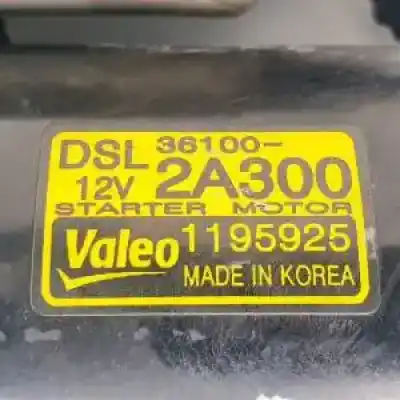 DSL 36100-
12V 2A300
STARTER MOTOR
Valeo 1195925
MADE IN KOREA